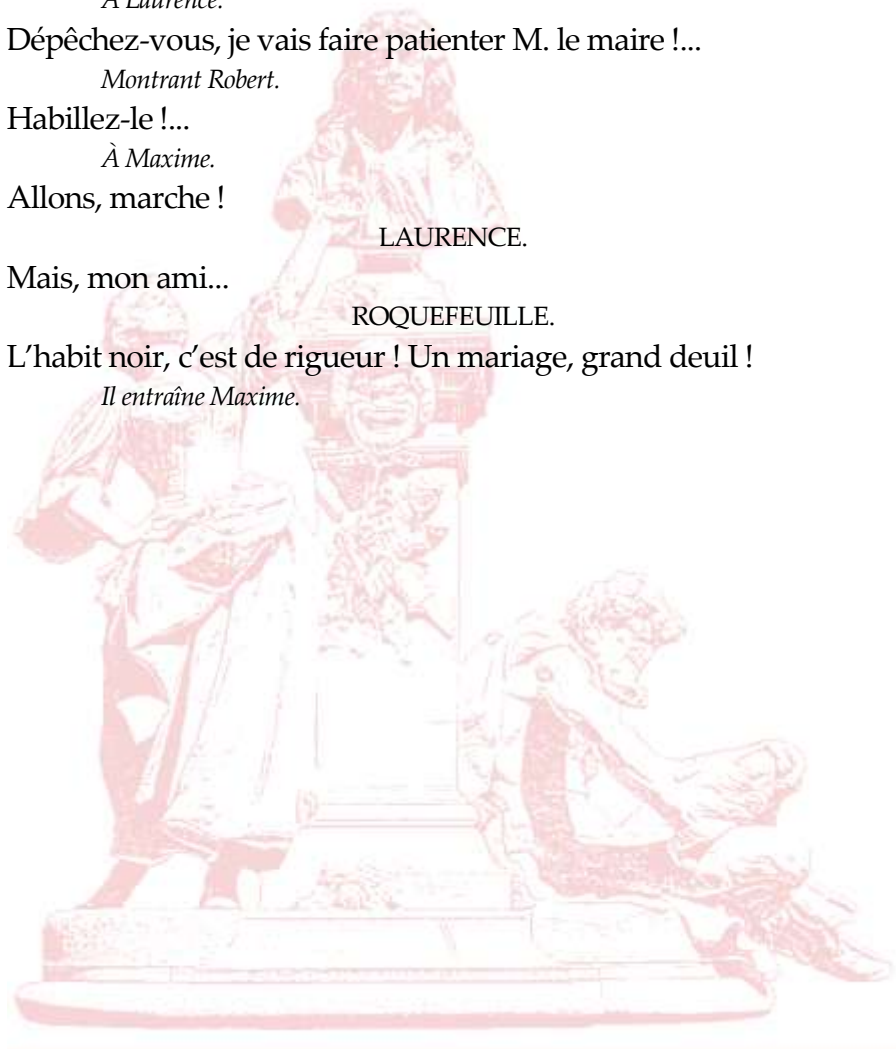 À Laurence.
Dépêchez-vous, je vais faire patienter M. le maire !...
Montrant Robert.
Habillez-le !...
À Maxime.
Allons, marche !
LAURENCE.
Mais, mon ami...
ROQUEFEUILLE.
L’habit noir, c’est de rigueur ! Un mariage, grand deuil !
Il entraîne Maxime.